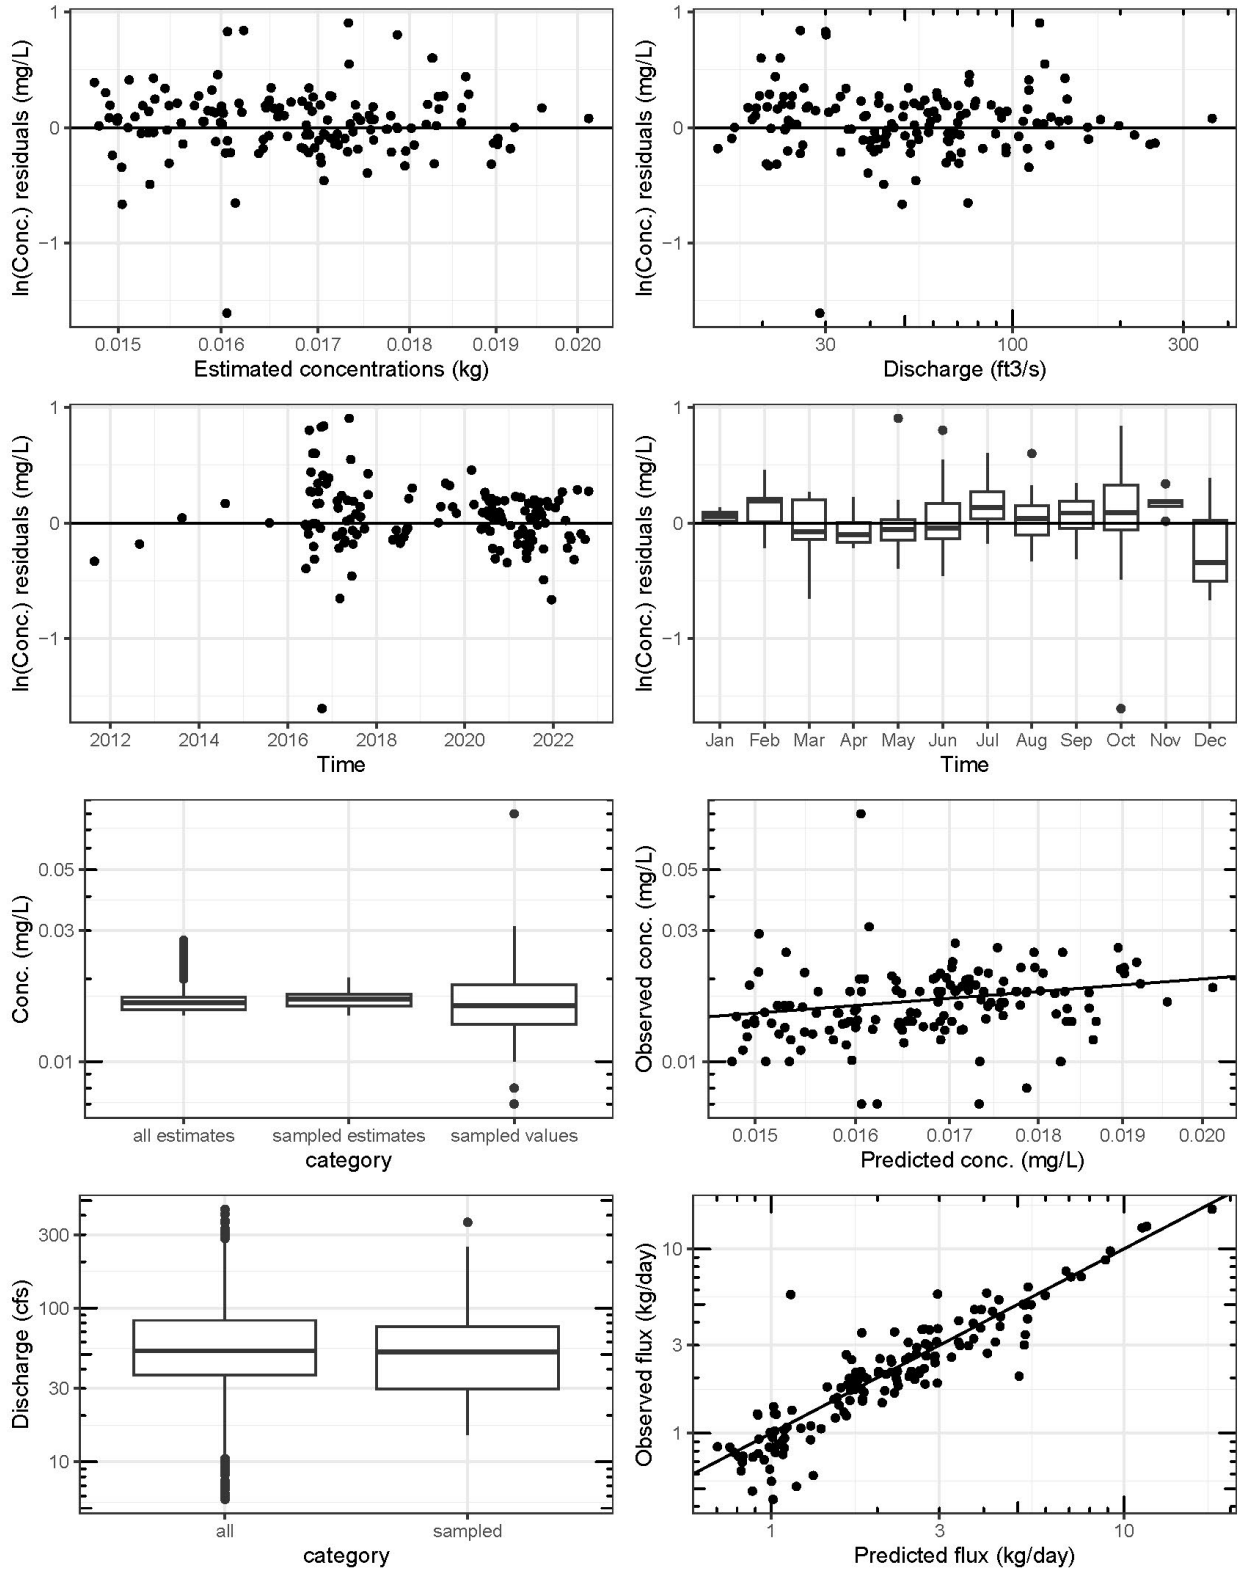 ln(Conc.) residuals (mg/L)
1
0
−1
0.015 0.016 0.017 0.018 0.019 0.020
Estimated concentrations (kg)
ln(Conc.) residuals (mg/L)
1
0
−1
30 100 300
Discharge (ft3/s)
ln(Conc.) residuals (mg/L)
1
0
−1
2012 2014 2016 2018 2020 2022
Time
ln(Conc) residuals (mg/L)
1
0
−1
Jan Feb Mar Apr May Jun Jul Aug Sep Oct Nov Dec
Time
Conc. (mg/L)
0.05
0.03
0.01
all estimates sampled estimates sampled values
category
Observed conc. (mg/L)
0.05
0.03
0.01
0.015 0.016 0.017 0.018 0.019 0.020
Predicted conc. (mg/L)
Discharge (cfs)
300
100
30
10
all sampled
category
Observed flux (kg/day)
10
3
1
1 3 10
Predicted flux (kg/day)